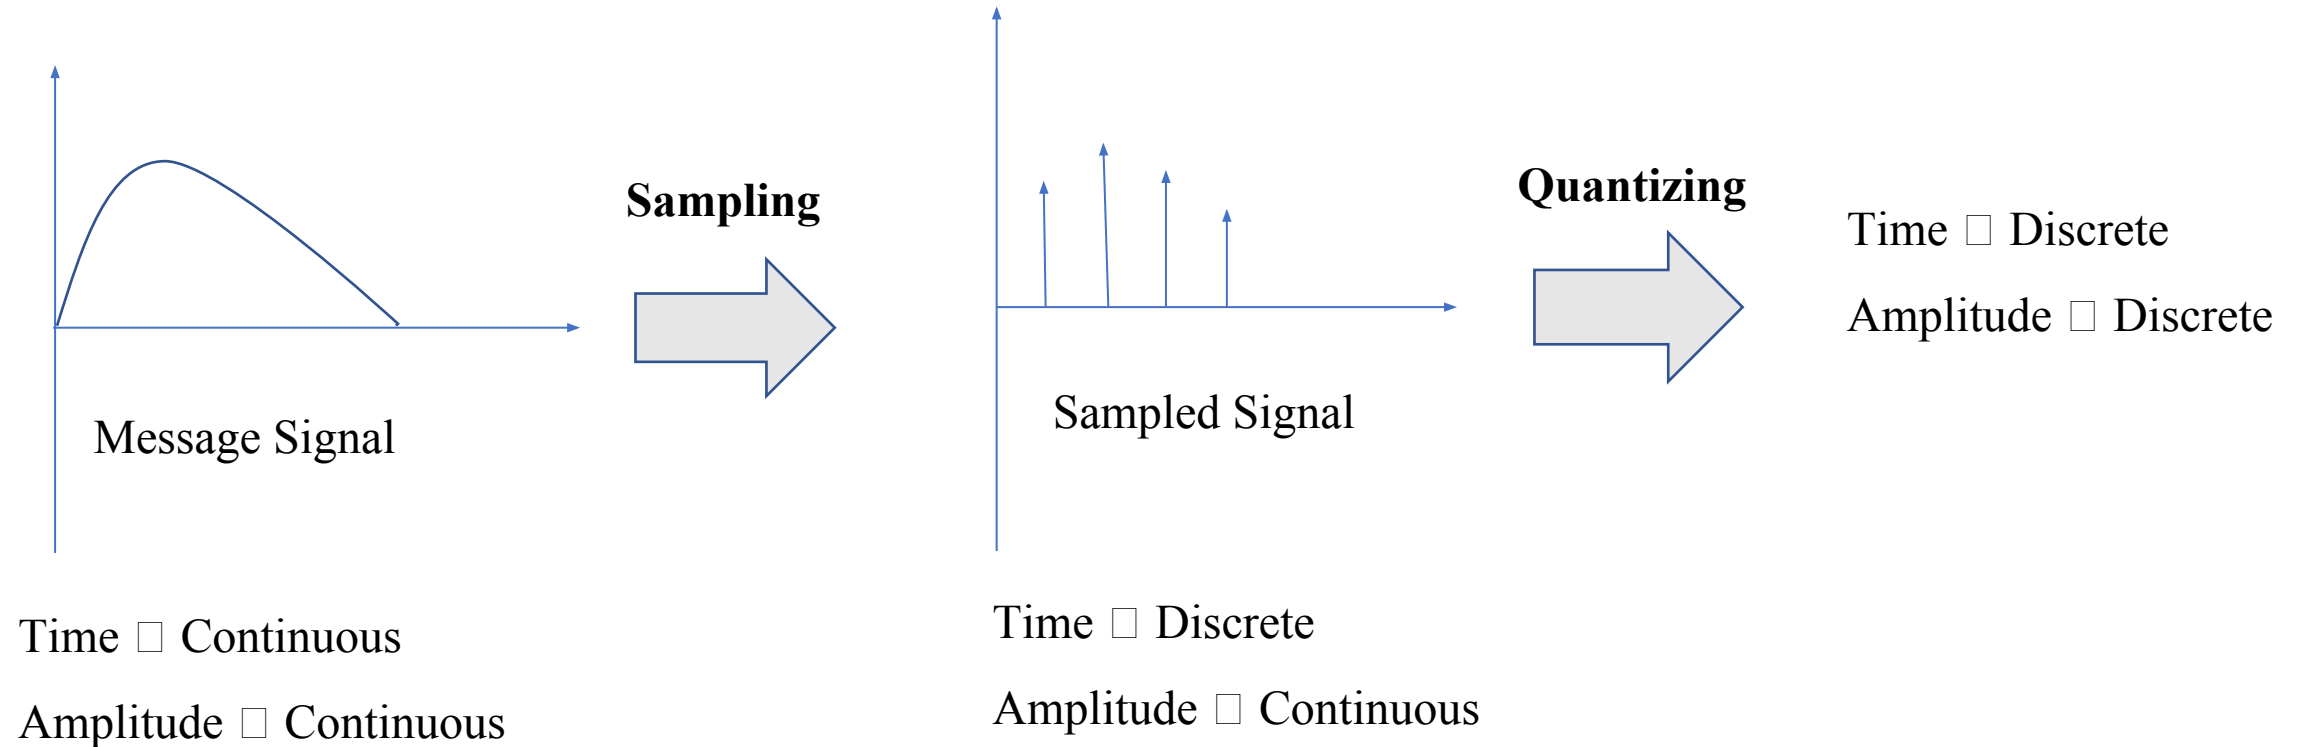 Sampling
Quantizing
Time □ Discrete
Amplitude □ Discrete
Message Signal
Sampled Signal
Time □ Continuous
Amplitude □ Continuous
Time □ Discrete
Amplitude □ Continuous